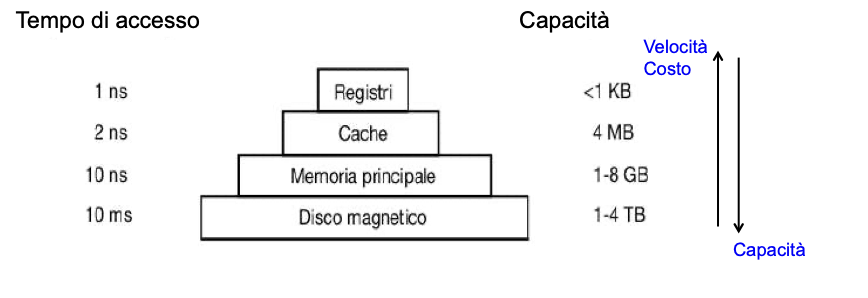 Tempo di accesso
Capacità
Velocità
Costo
1 ns
Registri
<1 KB
2 ns
Cache
4 MB
10 ns
Memoria principale
1-8 GB
10 ms
Disco magnetico
1-4 TB
Capacità